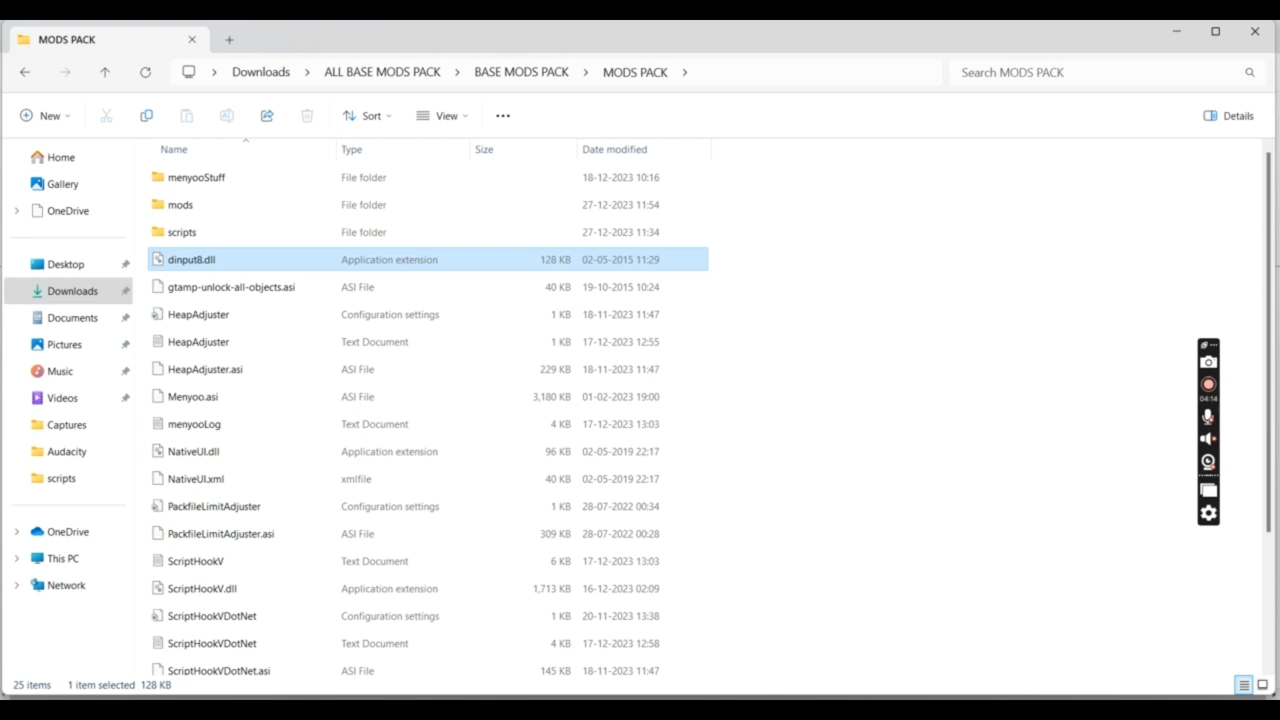 MODS PACK
Downloads > ALL BASE MODS PACK > BASE MODS PACK > MODS PACK >
Search MODS PACK
New
Sort
View
Details
Name Type Size Date modified
Home
Gallery
OneDrive
Desktop
Downloads
Documents
Pictures
Music
Videos
Captures
Audacity
scripts
OneDrive
This PC
Network
menyooStuff File folder 18-12-2023 10:16
mods File folder 27-12-2023 11:54
scripts File folder 27-12-2023 11:34
dinput8.dll Application extension 128 KB 02-05-2015 11:29
gtamp-unlock-all-objects.asi ASI File 40 KB 19-10-2015 10:24
HeapAdjuster Configuration settings 1 KB 18-11-2023 11:47
HeapAdjuster Text Document 1 KB 17-12-2023 12:55
HeapAdjuster.asi ASI File 229 KB 18-11-2023 11:47
Menyoo.asi ASI File 3,180 KB 01-02-2023 19:00
menyooLog Text Document 4 KB 17-12-2023 13:03
NativeUI.dll Application extension 96 KB 02-05-2019 22:17
NativeUI.xml xmlfile 40 KB 02-05-2019 22:17
PackfileLimitAdjuster Configuration settings 1 KB 28-07-2022 00:34
PackfileLimitAdjuster.asi ASI File 309 KB 28-07-2022 00:28
ScriptHookV Text Document 6 KB 17-12-2023 13:03
ScriptHookV.dll Application extension 1,713 KB 16-12-2023 02:09
ScriptHookVDotNet Configuration settings 1 KB 20-11-2023 13:38
ScriptHookVDotNet Text Document 4 KB 17-12-2023 12:58
ScriptHookVDotNet.asi ASI File 145 KB 18-11-2023 11:47
04:14
25 items 1 item selected 128 KB